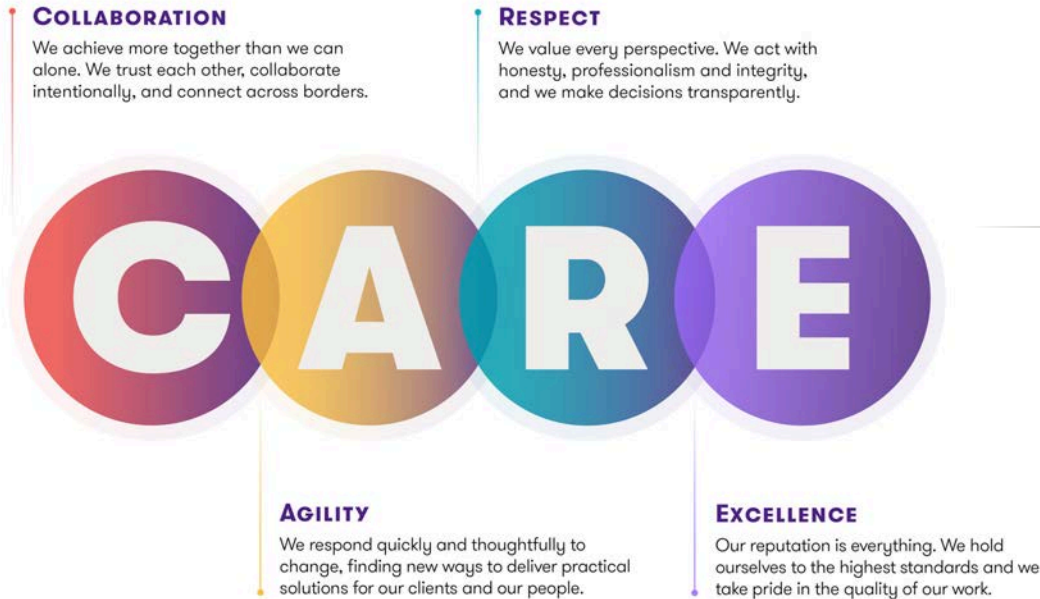 COLLABORATION
We achieve more together than we can
alone. We trust each other, collaborate
intentionally, and connect across borders.
RESPECT
We value every perspective. We act with
honesty, professionalism and integrity,
and we make decisions transparently.
CARE
AGILITY
We respond quickly and thoughtfully to
change, finding new ways to deliver practical
solutions for our clients and our people.
EXCELLENCE
Our reputation is everything. We hold
ourselves to the highest standards and we
take pride in the quality of our work.